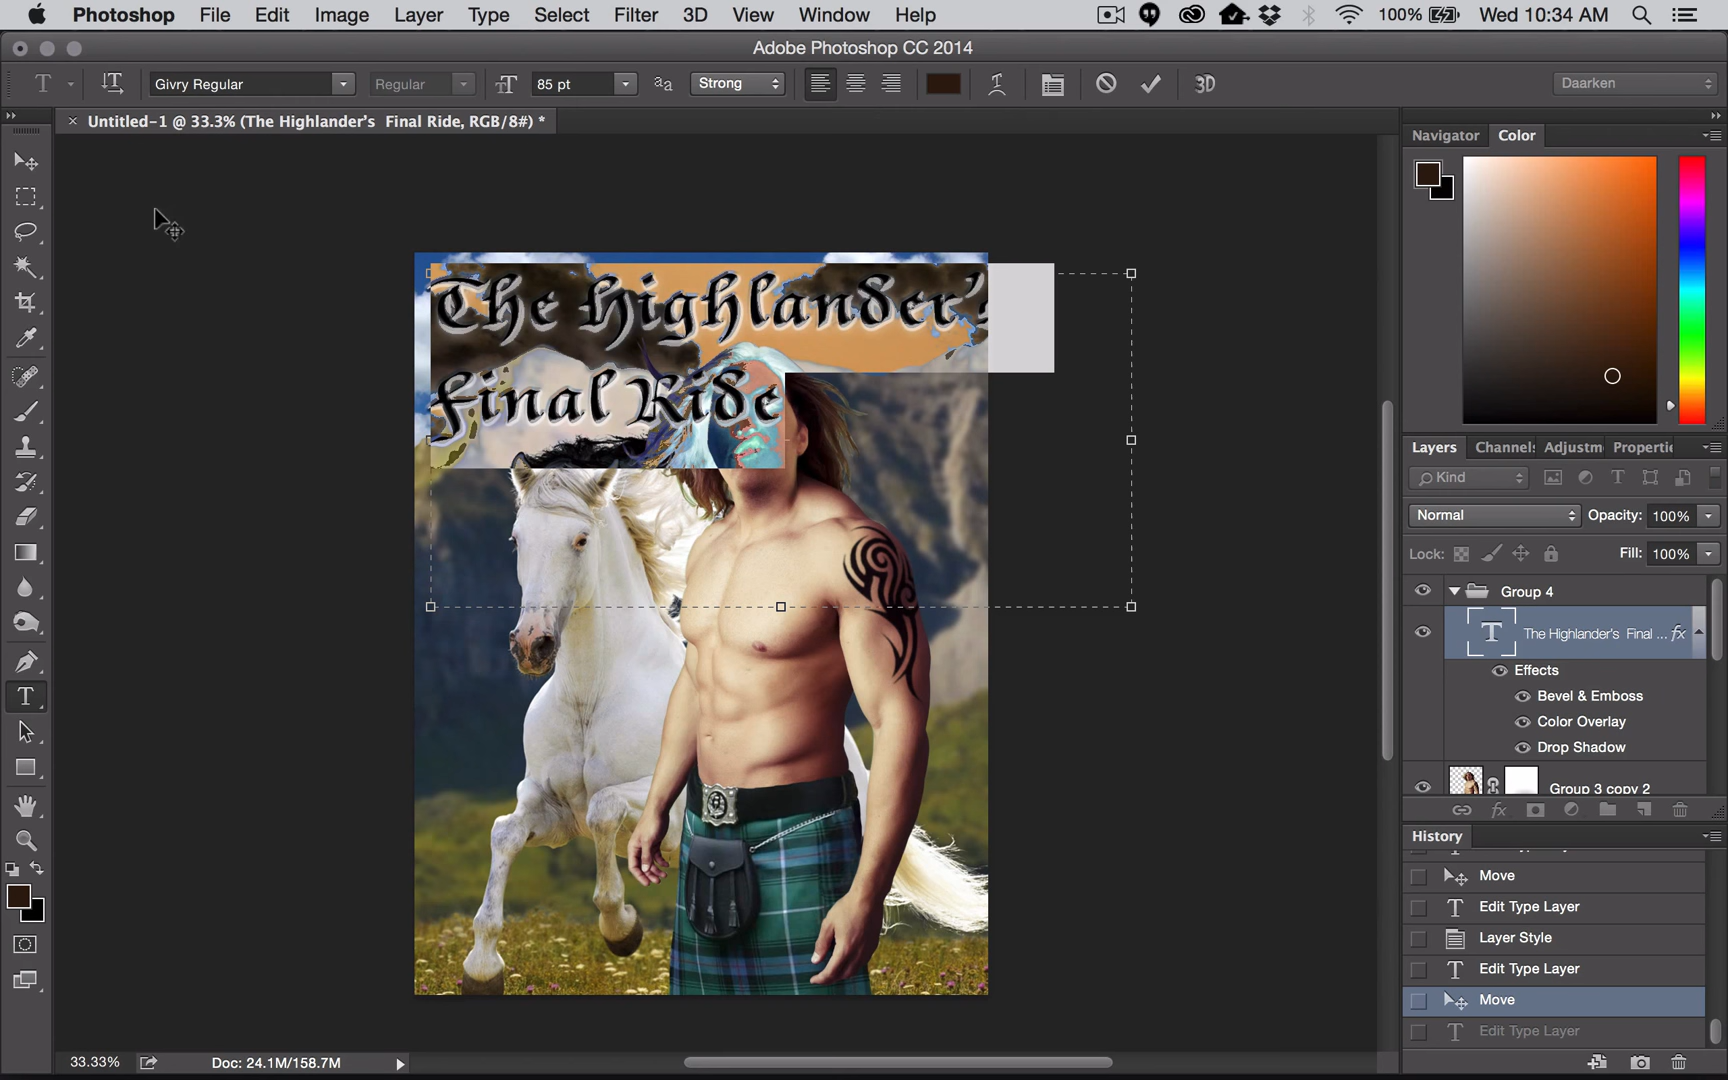 Photoshop File Edit Image Layer Type Select Filter 3D View Window Help 100% Wed 10:34 AM
Adobe Photoshop CC 2014
T Givry Regular Regular 85 pt aa Strong 3D Daarken
× Untitled-1 @ 33.3% (The Highlander's Final Ride, RGB/8#) *
Navigator Color
The Highlander's
Final Ride
Layers Channels Adjustm Properti
Kind
Normal Opacity: 100%
Lock: Fill: 100%
Group 4
The Highlander's Final ... fx
Effects
Bevel & Emboss
Color Overlay
Drop Shadow
Group 3 copy 2
History
Move
Edit Type Layer
Layer Style
Edit Type Layer
Move
Edit Type Layer
33.33% Doc: 24.1M/158.7M